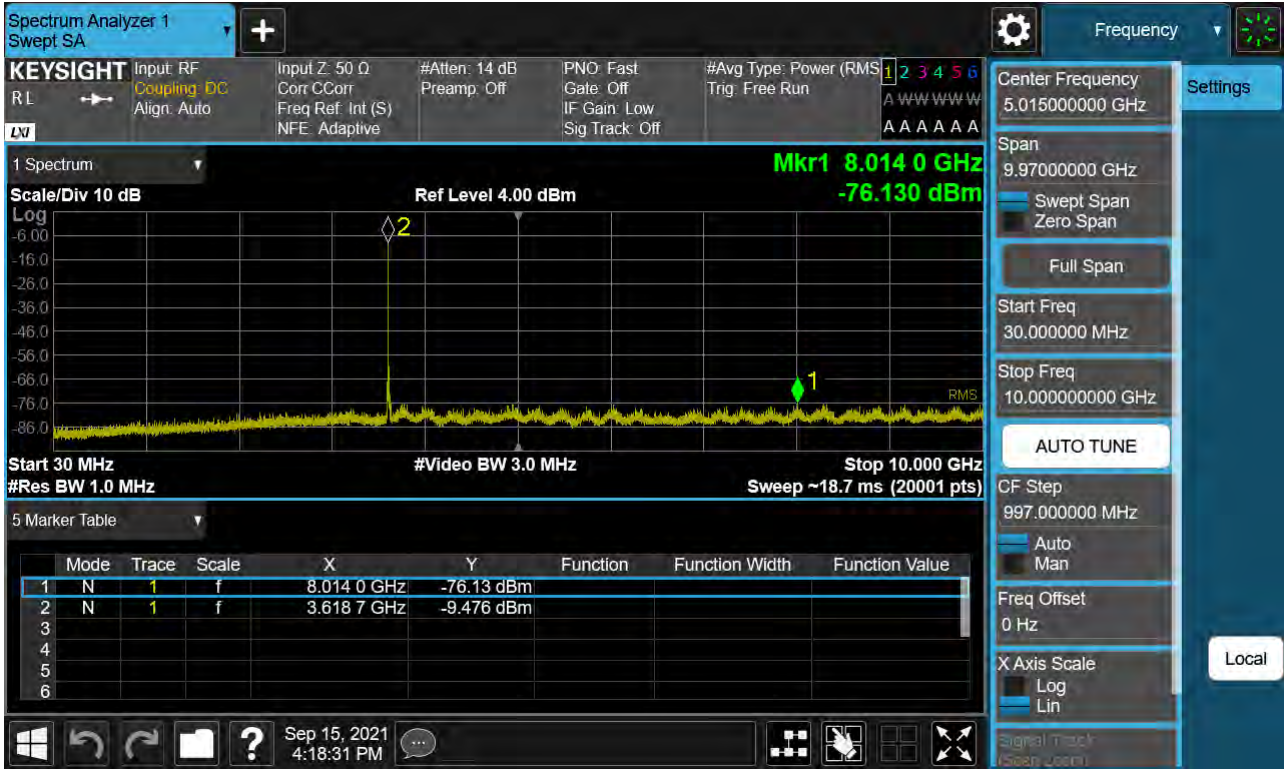 Spectrum Analyzer 1
Swept SA
+
Frequency
KEYSIGHT
RL
LXI
Input: RF
Coupling: DC
Align: Auto
Input Z: 50 Ω
Corr CCorr
Freq Ref: Int (S)
NFE: Adaptive
#Atten: 14 dB
Preamp: Off
PNO: Fast
Gate: Off
IF Gain: Low
Sig Track: Off
#Avg Type: Power (RMS
Trig: Free Run
1 2 3 4 5 6
A W W W W W
A A A A A A
1 Spectrum
Mkr1 8.014 0 GHz
Scale/Div 10 dB
Ref Level 4.00 dBm
-76.130 dBm
Log
-6.00
-16.0
-26.0
-36.0
-46.0
-56.0
-66.0
-76.0
-86.0
2
1
RMS
Start 30 MHz
#Video BW 3.0 MHz
Stop 10.000 GHz
#Res BW 1.0 MHz
Sweep ~18.7 ms (20001 pts)
5 Marker Table
Mode Trace Scale X Y Function Function Width Function Value
1 N 1 f 8.014 0 GHz -76.13 dBm
2 N 1 f 3.618 7 GHz -9.476 dBm
3
4
5
6
?
Sep 15, 2021
4:18:31 PM
Center Frequency
5.015000000 GHz
Settings
Span
9.97000000 GHz
Swept Span
Zero Span
Full Span
Start Freq
30.000000 MHz
Stop Freq
10.000000000 GHz
AUTO TUNE
CF Step
997.000000 MHz
Auto
Man
Freq Offset
0 Hz
X Axis Scale
Log
Lin
Local
Signal Track
(Span Zoom)